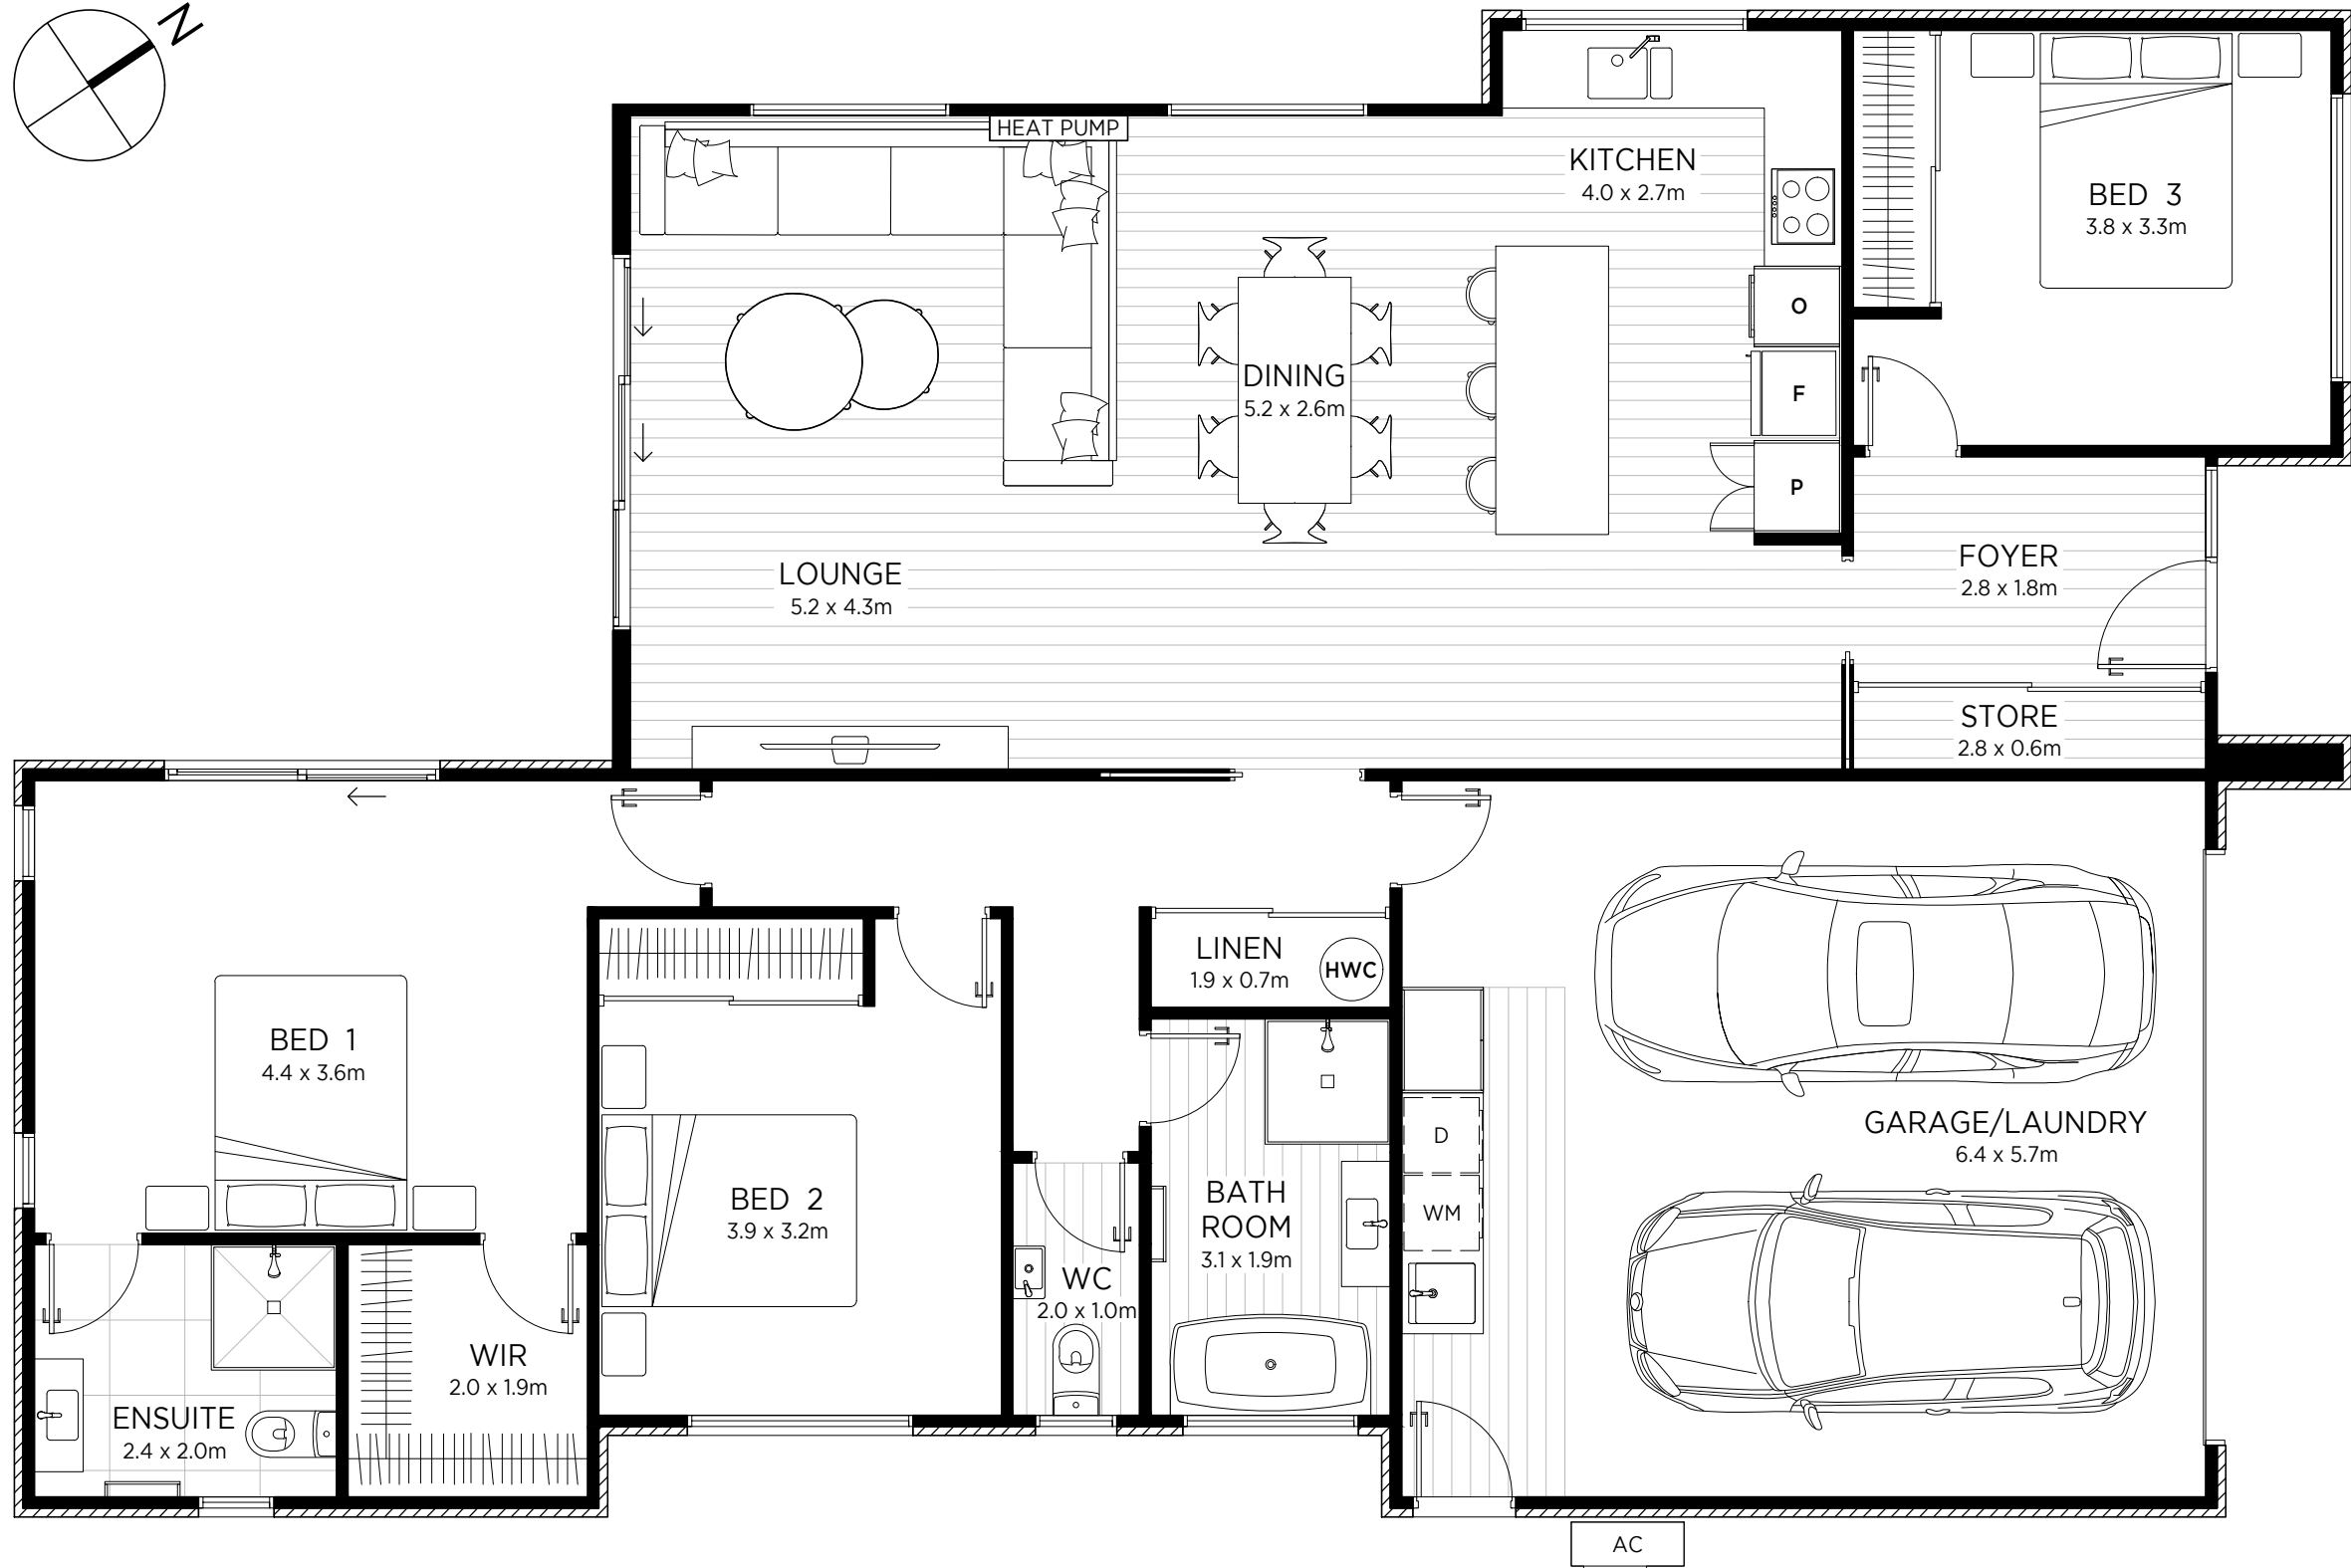 N
HEAT PUMP
KITCHEN
4.0 x 2.7m
BED 3
3.8 x 3.3m
O
F
P
DINING
5.2 x 2.6m
LOUNGE
5.2 x 4.3m
FOYER
2.8 x 1.8m
STORE
2.8 x 0.6m
LINEN
1.9 x 0.7m
HWC
BED 1
4.4 x 3.6m
BED 2
3.9 x 3.2m
D
WM
GARAGE/LAUNDRY
6.4 x 5.7m
BATH
ROOM
3.1 x 1.9m
WC
2.0 x 1.0m
WIR
2.0 x 1.9m
ENSUITE
2.4 x 2.0m
AC